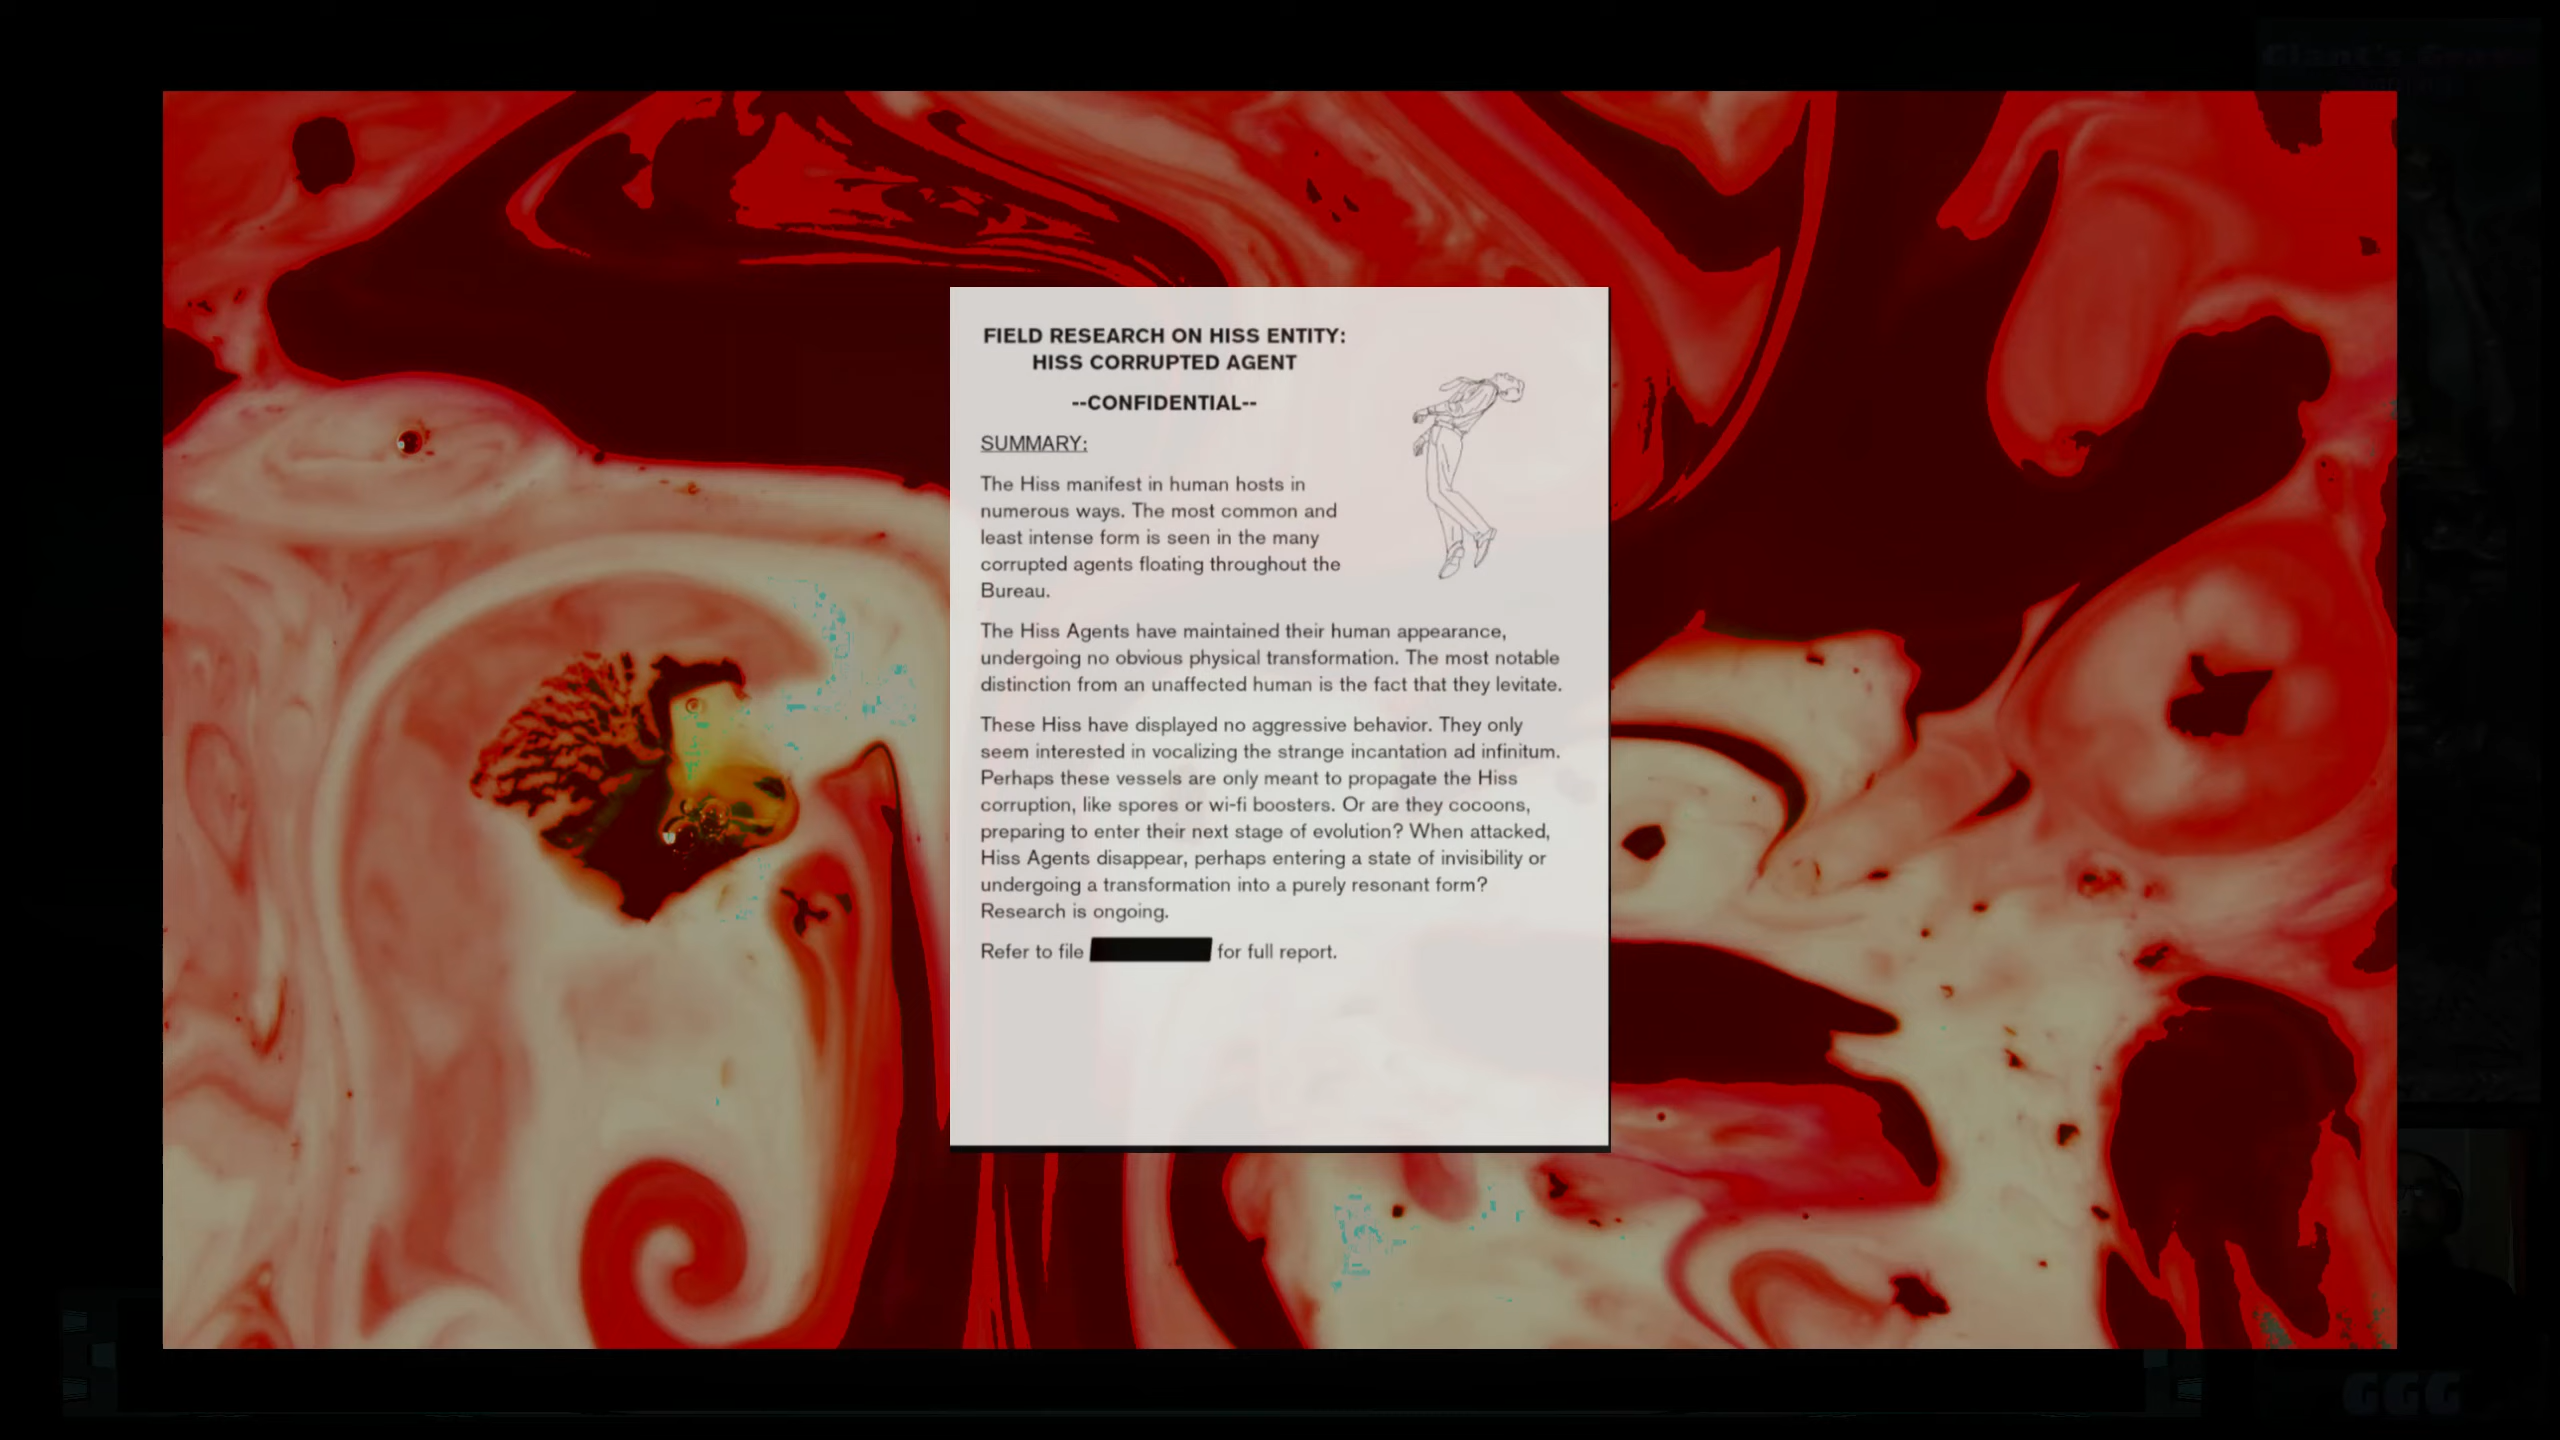 Giant's Grave
FIELD RESEARCH ON HISS ENTITY:
HISS CORRUPTED AGENT
--CONFIDENTIAL--
SUMMARY:
The Hiss manifest in human hosts in
numerous ways. The most common and
least intense form is seen in the many
corrupted agents floating throughout the
Bureau.
The Hiss Agents have maintained their human appearance,
undergoing no obvious physical transformation. The most notable
distinction from an unaffected human is the fact that they levitate.
These Hiss have displayed no aggressive behavior. They only
seem interested in vocalizing the strange incantation ad infinitum.
Perhaps these vessels are only meant to propagate the Hiss
corruption, like spores or wi-fi boosters. Or are they cocoons,
preparing to enter their next stage of evolution? When attacked,
Hiss Agents disappear, perhaps entering a state of invisibility or
undergoing a transformation into a purely resonant form?
Research is ongoing.
Refer to file for full report.
GGG